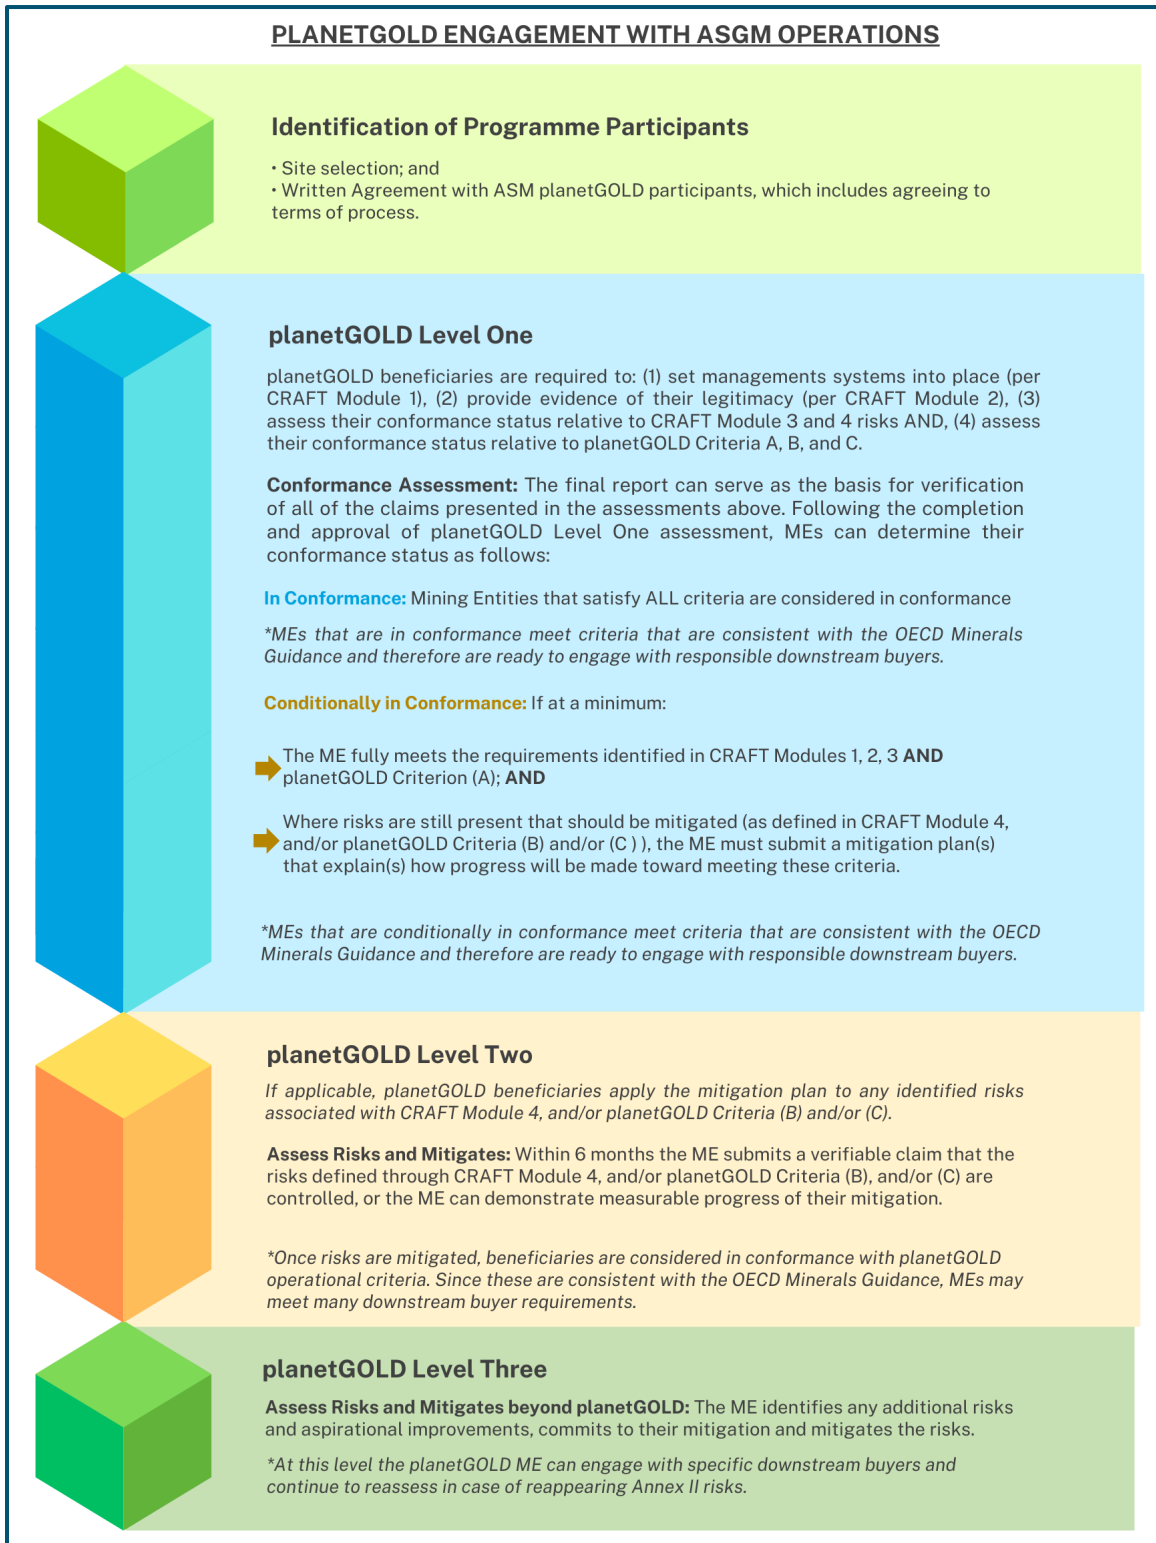 PLANETGOLD ENGAGEMENT WITH ASGM OPERATIONS
Identification of Programme Participants
• Site selection; and
• Written Agreement with ASM planetGOLD participants, which includes agreeing to
terms of process.
planetGOLD Level One
planetGOLD beneficiaries are required to: (1) set managements systems into place (per
CRAFT Module 1), (2) provide evidence of their legitimacy (per CRAFT Module 2), (3)
assess their conformance status relative to CRAFT Module 3 and 4 risks AND, (4) assess
their conformance status relative to planetGOLD Criteria A, B, and C.
Conformance Assessment: The final report can serve as the basis for verification
of all of the claims presented in the assessments above. Following the completion
and approval of planetGOLD Level One assessment, MEs can determine their
conformance status as follows:
In Conformance: Mining Entities that satisfy ALL criteria are considered in conformance
*MEs that are in conformance meet criteria that are consistent with the OECD Minerals
Guidance and therefore are ready to engage with responsible downstream buyers.
Conditionally in Conformance: If at a minimum:
The ME fully meets the requirements identified in CRAFT Modules 1, 2, 3 AND
planetGOLD Criterion (A); AND
Where risks are still present that should be mitigated (as defined in CRAFT Module 4,
and/or planetGOLD Criteria (B) and/or (C ) ), the ME must submit a mitigation plan(s)
that explain(s) how progress will be made toward meeting these criteria.
*MEs that are conditionally in conformance meet criteria that are consistent with the OECD
Minerals Guidance and therefore are ready to engage with responsible downstream buyers.
planetGOLD Level Two
If applicable, planetGOLD beneficiaries apply the mitigation plan to any identified risks
associated with CRAFT Module 4, and/or planetGOLD Criteria (B) and/or (C).
Assess Risks and Mitigates: Within 6 months the ME submits a verifiable claim that the
risks defined through CRAFT Module 4, and/or planetGOLD Criteria (B), and/or (C) are
controlled, or the ME can demonstrate measurable progress of their mitigation.
*Once risks are mitigated, beneficiaries are considered in conformance with planetGOLD
operational criteria. Since these are consistent with the OECD Minerals Guidance, MEs may
meet many downstream buyer requirements.
planetGOLD Level Three
Assess Risks and Mitigates beyond planetGOLD: The ME identifies any additional risks
and aspirational improvements, commits to their mitigation and mitigates the risks.
*At this level the planetGOLD ME can engage with specific downstream buyers and
continue to reassess in case of reappearing Annex II risks.